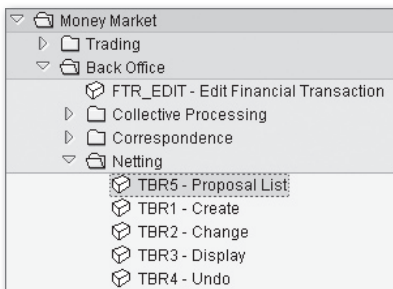 Money Market
Trading
Back Office
FTR_EDIT - Edit Financial Transaction
Collective Processing
Correspondence
Netting
TBR5 - Proposal List
TBR1 - Create
TBR2 - Change
TBR3 - Display
TBR4 - Undo